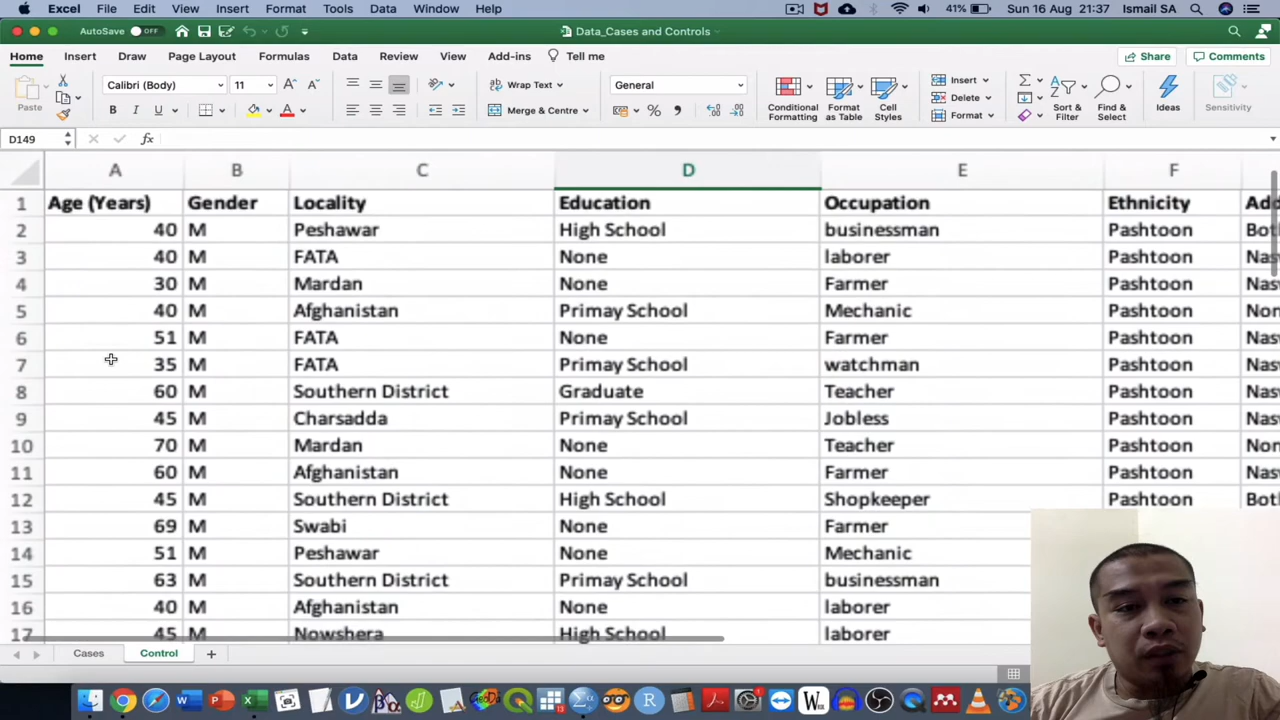 Excel File Edit View Insert Format Tools Data Window Help 41% Sun 16 Aug 21:37 Ismail SA
AutoSave OFF Data_Cases and Controls
Home Insert Draw Page Layout Formulas Data Review View Add-ins Tell me Share Comments
Paste Calibri (Body) 11 Wrap Text General Conditional Formatting Format as Table Cell Styles Insert Sort & Filter Find & Select Ideas Sensitivity
B I U A Merge & Centre % Delete Format
D149 fx
A B C D E F
1 Age (Years) Gender Locality Education Occupation Ethnicity
2 40 M Peshawar High School businessman Pashtoon
3 40 M FATA None laborer Pashtoon
4 30 M Mardan None Farmer Pashtoon
5 40 M Afghanistan Primay School Mechanic Pashtoon
6 51 M FATA None Farmer Pashtoon
7 35 M FATA Primay School watchman Pashtoon
8 60 M Southern District Graduate Teacher Pashtoon
9 45 M Charsadda Primay School Jobless Pashtoon
10 70 M Mardan None Teacher Pashtoon
11 60 M Afghanistan None Farmer Pashtoon
12 45 M Southern District High School Shopkeeper Pashtoon
13 69 M Swabi None Farmer
14 51 M Peshawar None Mechanic
15 63 M Southern District Primay School businessman
16 40 M Afghanistan None laborer
17 45 M Nowshera High School laborer
Cases Control